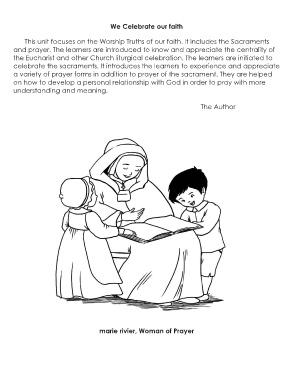 We Celebrate our faith
This unit focuses on the Worship Truths of our faith. It includes the Sacraments
and prayer. The learners are introduced to know and appreciate the centrality of
the Eucharist and other Church liturgical celebration. The learners are initiated to
celebrate the sacraments. It introduces the learners to experience and appreciate
a variety of prayer forms in addition to prayer of the sacrament. They are helped
on how to develop a personal relationship with God in order to pray with more
understanding and meaning.
The Author
marie rivier, Woman of Prayer